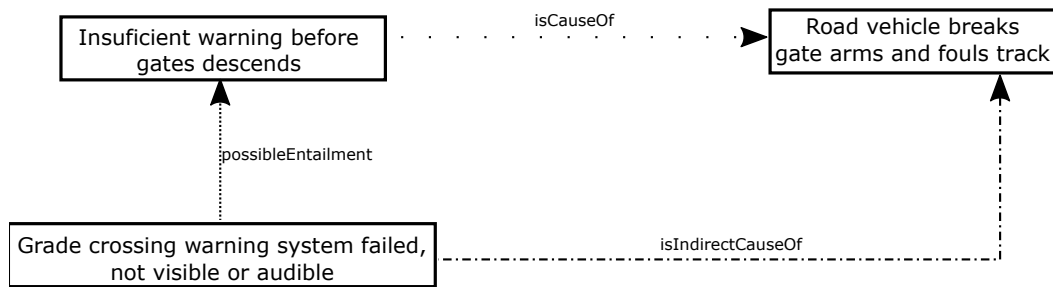 isCauseOf
Insuficient warning before
gates descends
Road vehicle breaks
gate arms and fouls track
possibleEntailment
Grade crossing warning system failed,
not visible or audible
isIndirectCauseOf